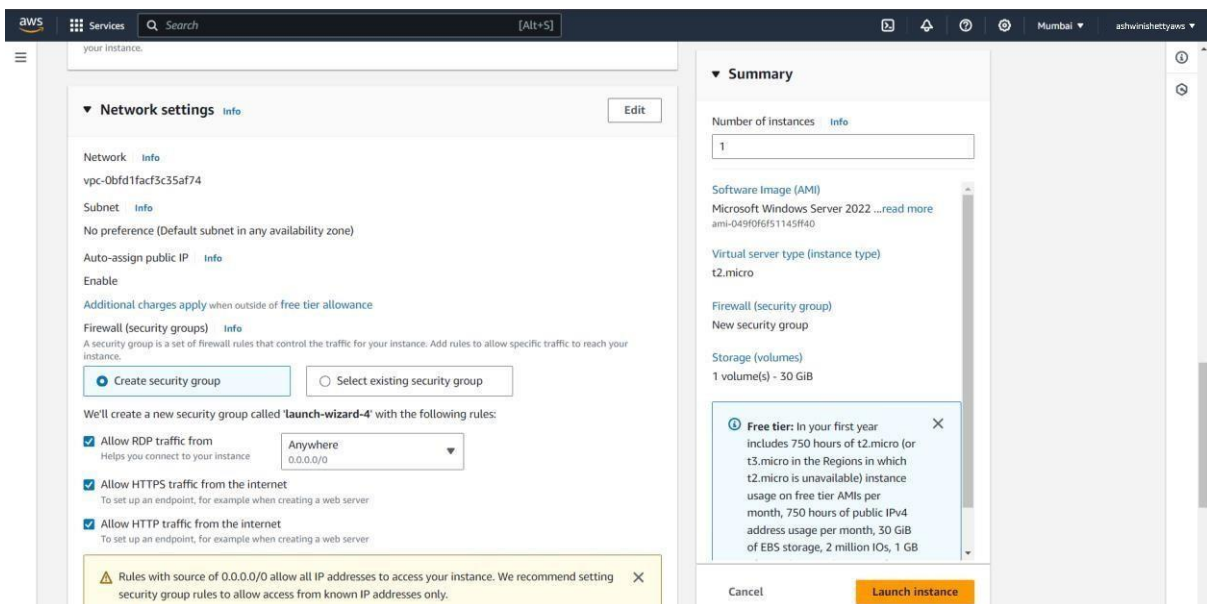 aws
Services
Search
[Alt+S]
Mumbai
ashwinishettyaws
your instance.
Network settings Info
Edit
Network Info
vpc-0bfd1facf3c35af74
Subnet Info
No preference (Default subnet in any availability zone)
Auto-assign public IP Info
Enable
Additional charges apply when outside of free tier allowance
Firewall (security groups) Info
A security group is a set of firewall rules that control the traffic for your instance. Add rules to allow specific traffic to reach your
instance.
Create security group
Select existing security group
We'll create a new security group called 'launch-wizard-4' with the following rules:
Allow RDP traffic from
Helps you connect to your instance
Anywhere
0.0.0.0/0
Allow HTTPS traffic from the internet
To set up an endpoint, for example when creating a web server
Allow HTTP traffic from the internet
To set up an endpoint, for example when creating a web server
Rules with source of 0.0.0.0/0 allow all IP addresses to access your instance. We recommend setting
security group rules to allow access from known IP addresses only.
Summary
Number of instances Info
1
Software Image (AMI)
Microsoft Windows Server 2022 ...read more
ami-049f0f6f51145ff40
Virtual server type (instance type)
t2.micro
Firewall (security group)
New security group
Storage (volumes)
1 volume(s) - 30 GiB
Free tier: In your first year
includes 750 hours of t2.micro (or
t3.micro in the Regions in which
t2.micro is unavailable) instance
usage on free tier AMIs per
month, 750 hours of public IPv4
address usage per month, 30 GiB
of EBS storage, 2 million IOs, 1 GB
Cancel
Launch instance